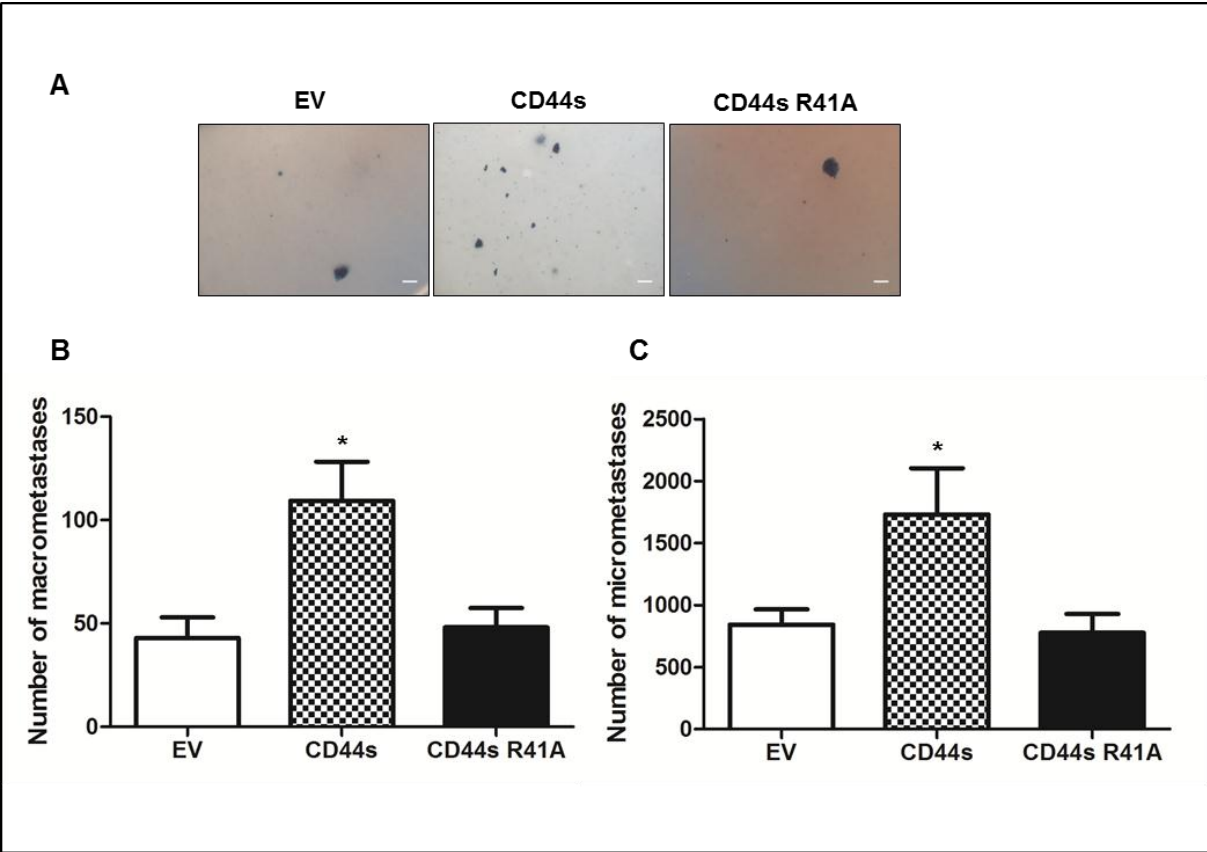 A
EV
CD44s
CD44s R41A
B
Number of macrometastases
150
100
50
0
EV
CD44s
CD44s R41A
*
C
Number of micrometastases
2500
2000
1500
1000
500
0
EV
CD44s
CD44s R41A
*